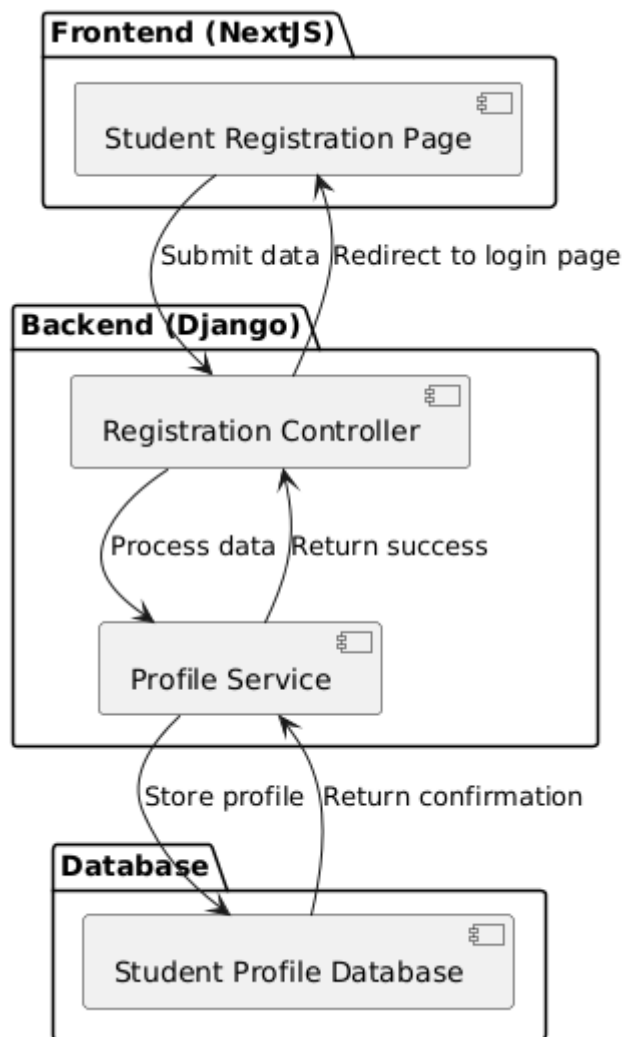 Frontend (NextJS)
Student Registration Page
Submit data
Redirect to login page
Backend (Django)
Registration Controller
Process data
Return success
Profile Service
Store profile
Return confirmation
Database
Student Profile Database